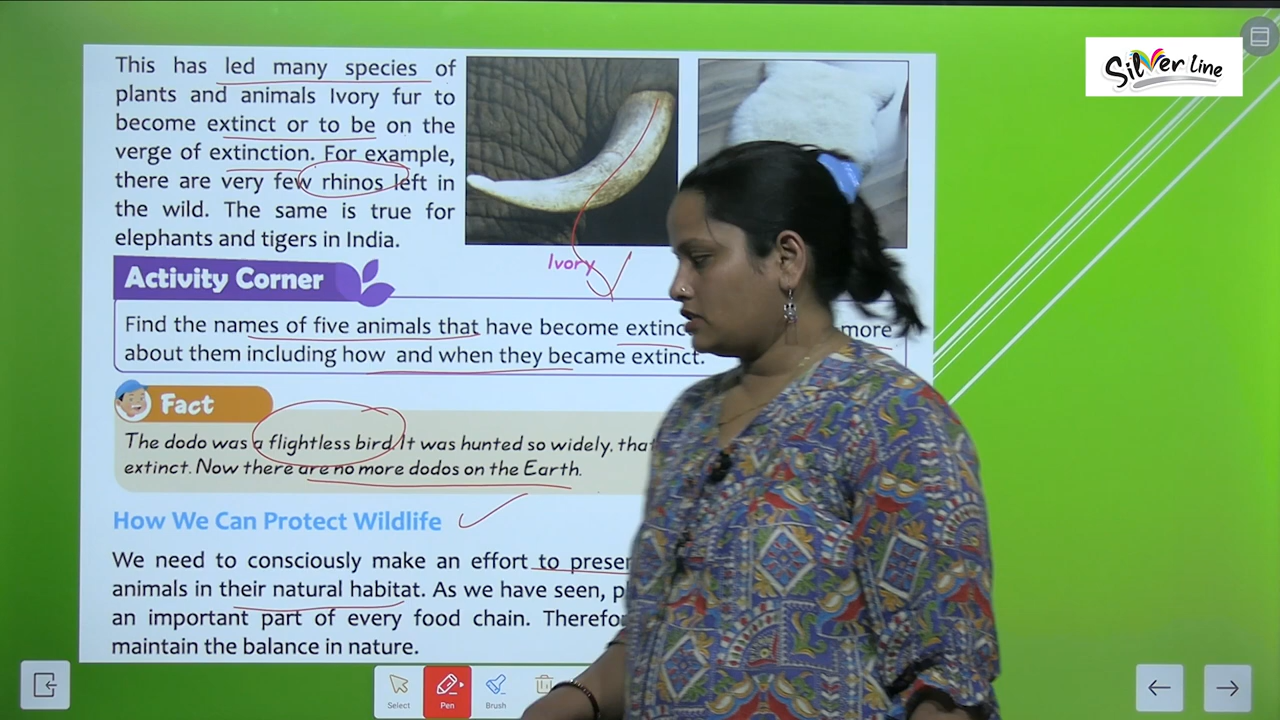 This has led many species of
plants and animals Ivory fur to
become extinct or to be on the
verge of extinction. For example,
there are very few rhinos left in
the wild. The same is true for
elephants and tigers in India.
Ivory
Silver line
Activity Corner
Find the names of five animals that have become more
about them including how and when they became extinct.
Fact
The dodo was a flightless bird. It was hunted so widely, that
extinct. Now there are no more dodos on the Earth.
How We Can Protect Wildlife
We need to consciously make an effort to
animals in their natural habitat. As we have seen,
an important part of every food chain.
maintain the balance in nature.
Select
Pen
Brush